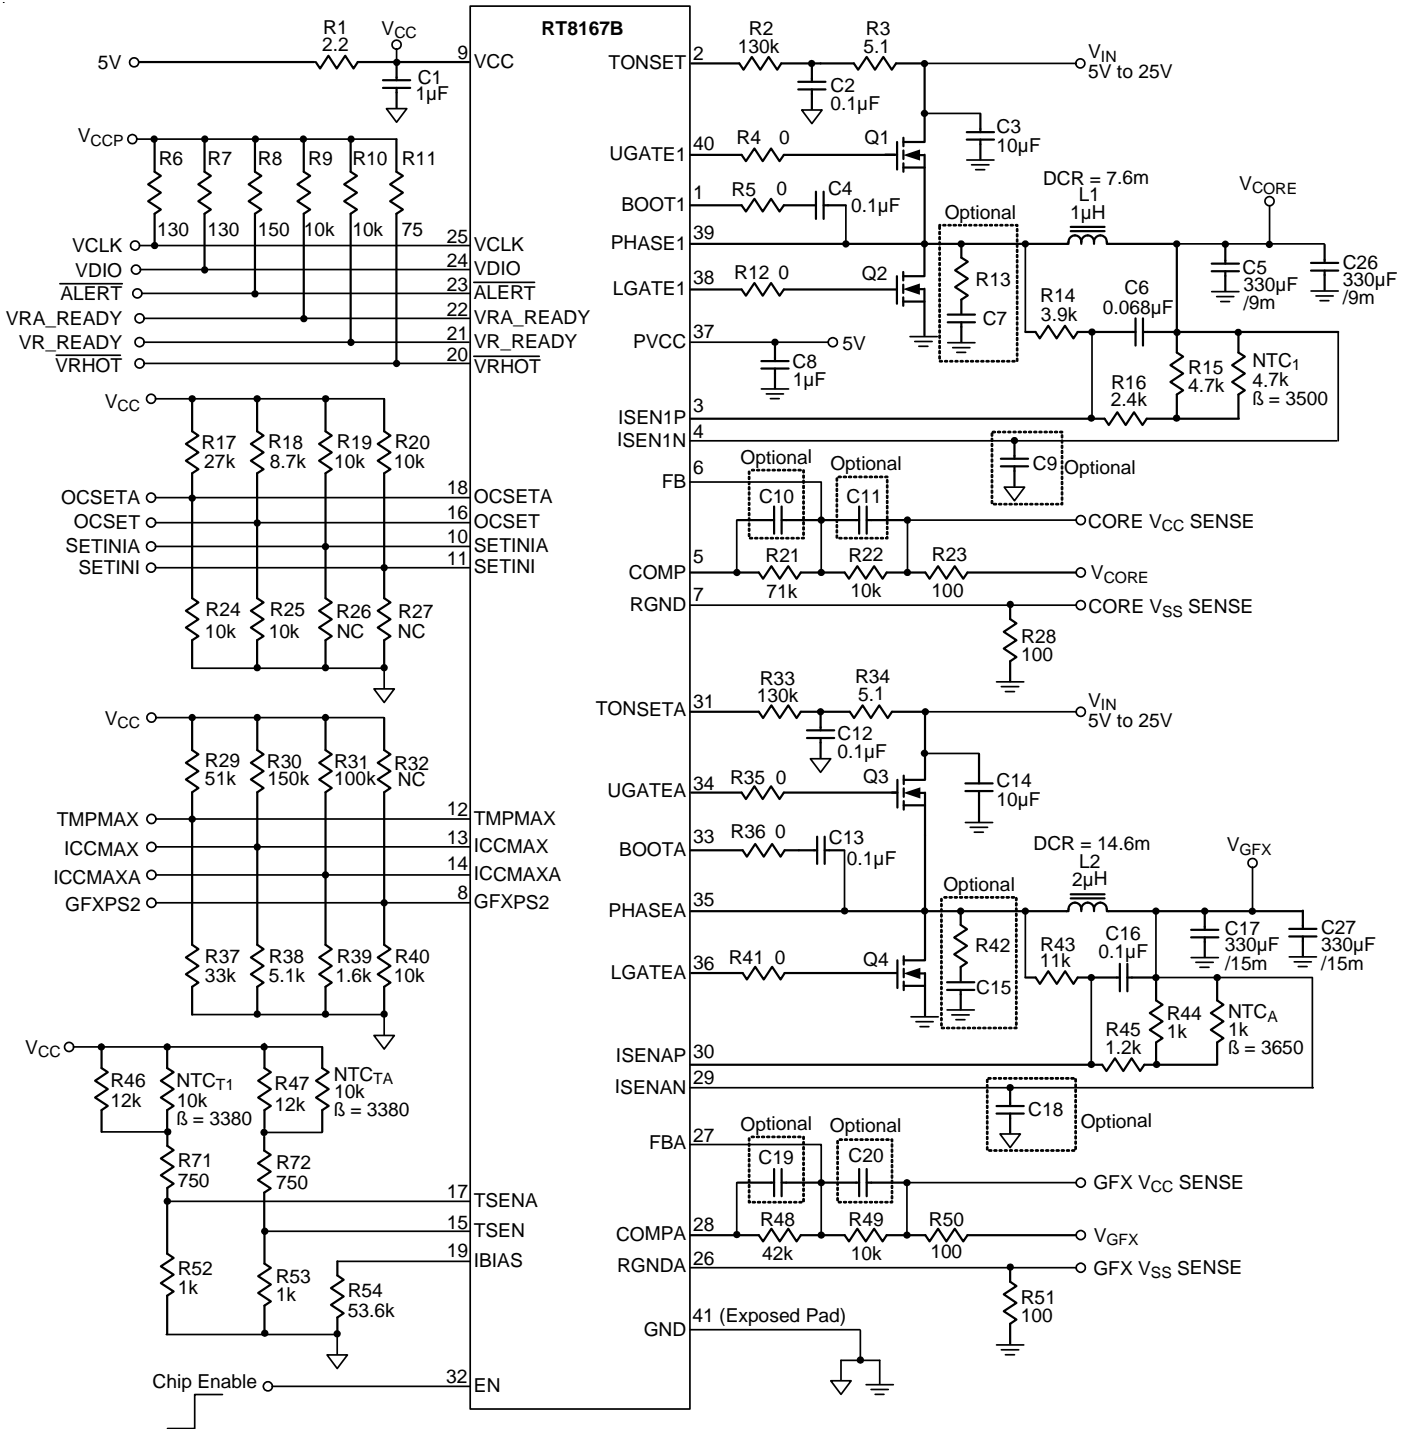 RT8167B
R1
2.2
VCC
5V
9
VCC
C1
1µF
VCCP
R6
R7
R8
R9
R10
R11
130
130
150
10k
10k
75
VCLK
25
VCLK
VDIO
24
VDIO
ALERT
23
ALERT
VRA_READY
22
VRA_READY
VR_READY
21
VR_READY
VRHOT
20
VRHOT
VCC
R17
27k
R18
8.7k
R19
10k
R20
10k
OCSETA
18
OCSETA
OCSET
16
OCSET
SETINIA
10
SETINIA
SETINI
11
SETINI
R24
10k
R25
10k
R26
NC
R27
NC
VCC
R29
51k
R30
150k
R31
100k
R32
NC
TMPMAX
12
TMPMAX
ICCMAX
13
ICCMAX
ICCMAXA
14
ICCMAXA
GFXPS2
8
GFXPS2
R37
33k
R38
5.1k
R39
1.6k
R40
10k
VCC
R46
12k
NTCT1
10k
ß = 3380
R47
12k
NTCTA
10k
ß = 3380
R71
750
R72
750
17
TSENA
15
TSEN
19
IBIAS
R52
1k
R53
1k
R54
53.6k
Chip Enable
32
EN
TONSET
2
R2
130k
R3
5.1
VIN
5V to 25V
C2
0.1µF
C3
10µF
UGATE1
40
R4 0
Q1
BOOT1
1
R5 0
C4
0.1µF
PHASE1
39
Optional
R13
C7
DCR = 7.6m
L1
1µH
VCORE
C5
330µF
/9m
C26
330µF
/9m
LGATE1
38
R12 0
Q2
R14
3.9k
C6
0.068µF
PVCC
37
5V
C8
1µF
R15
4.7k
NTC1
4.7k
ß = 3500
R16
2.4k
ISEN1P
3
ISEN1N
4
C9
Optional
FB
6
Optional
C10
Optional
C11
CORE VCC SENSE
COMP
5
R21
71k
R22
10k
R23
100
VCORE
RGND
7
CORE VSS SENSE
R28
100
TONSETA
31
R33
130k
R34
5.1
VIN
5V to 25V
C12
0.1µF
C14
10µF
UGATEA
34
R35 0
Q3
BOOTA
33
R36 0
C13
0.1µF
PHASEA
35
Optional
R42
C15
DCR = 14.6m
L2
2µH
VGFX
C17
330µF
/15m
C27
330µF
/15m
LGATEA
36
R41 0
Q4
R43
11k
C16
0.1µF
R44
1k
NTCA
1k
ß = 3650
R45
1.2k
ISENAP
30
ISENAN
29
C18
Optional
FBA
27
Optional
C19
Optional
C20
GFX VCC SENSE
COMPA
28
R48
42k
R49
10k
R50
100
VGFX
RGNDA
26
GFX VSS SENSE
R51
100
GND
41 (Exposed Pad)